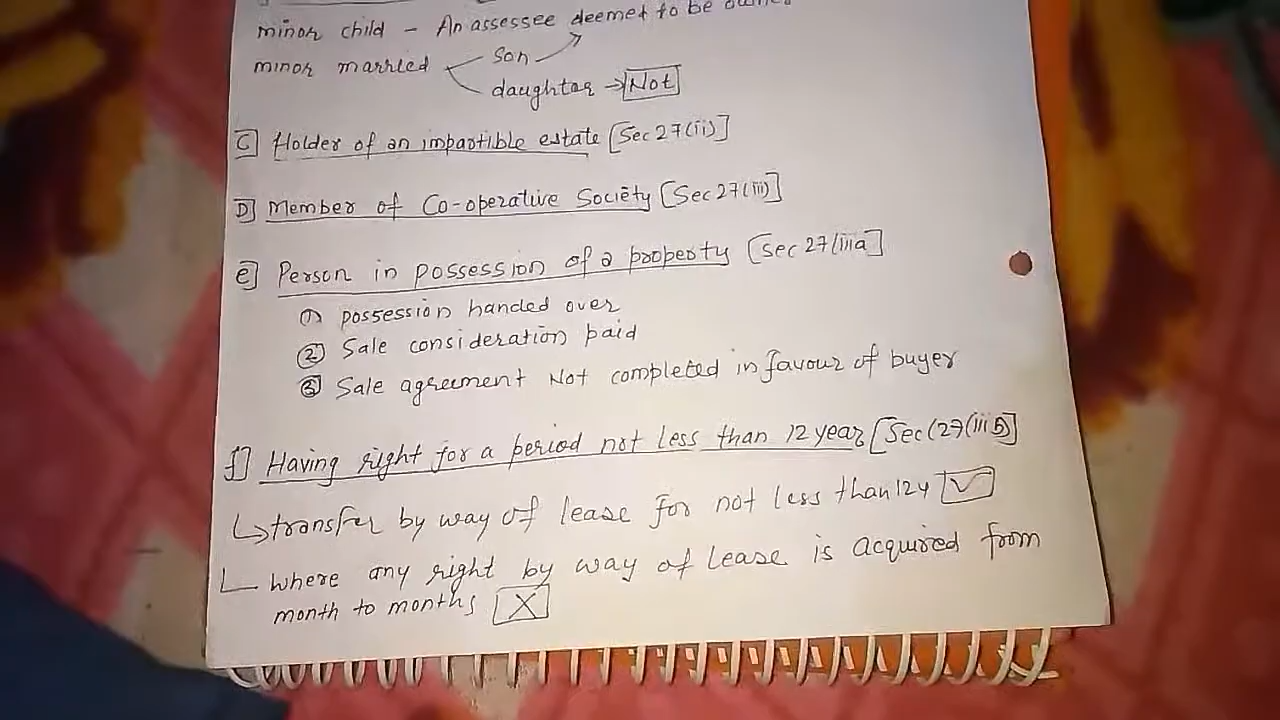 minor child - An assessee deemed to be owner
minor married son
daughter → Not
C] Holder of an impartible estate [Sec 27(ii)]
D] Member of Co-operative Society [Sec 27(iii)]
e] Person in possession of a property [Sec 27(iiia]
① possession handed over
② Sale consideration paid
③ Sale agreement Not completed in favour of buyer
f] Having right for a period not less than 12 year [Sec(27(iiib]
↳ transfer by way of lease for not less than 12y ✓
where any right by way of lease is acquired from
month to months X